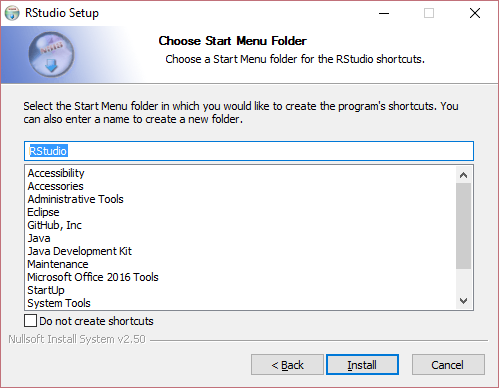 RStudio Setup
Choose Start Menu Folder
Choose a Start Menu folder for the RStudio shortcuts.
Select the Start Menu folder in which you would like to create the program's shortcuts. You
can also enter a name to create a new folder.
RStudio
Accessibility
Accessories
Administrative Tools
Eclipse
GitHub, Inc
Java
Java Development Kit
Maintenance
Microsoft Office 2016 Tools
StartUp
System Tools
Do not create shortcuts
Nullsoft Install System v2.50
< Back Install Cancel